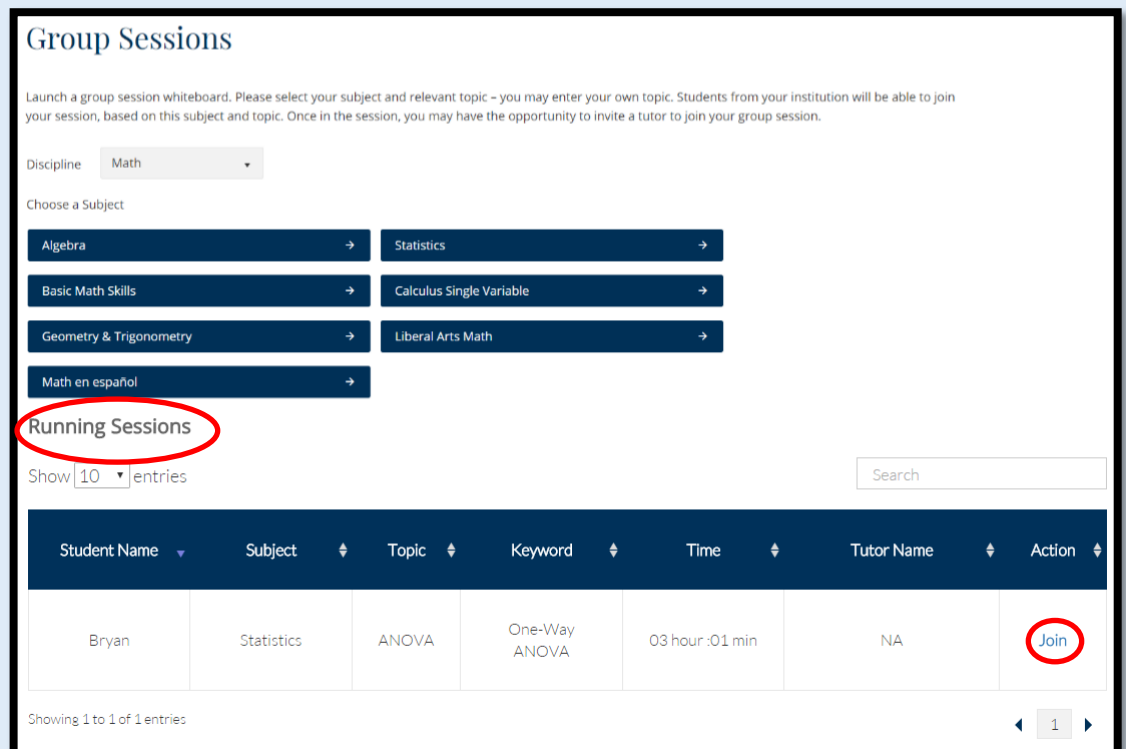 Group Sessions
Launch a group session whiteboard. Please select your subject and relevant topic – you may enter your own topic. Students from your institution will be able to join
your session, based on this subject and topic. Once in the session, you may have the opportunity to invite a tutor to join your group session.
Discipline Math
Choose a Subject
Algebra Statistics
Basic Math Skills Calculus Single Variable
Geometry & Trigonometry Liberal Arts Math
Math en español
Running Sessions
Show 10 entries Search
Student Name Subject Topic Keyword Time Tutor Name Action
Bryan Statistics ANOVA One-Way ANOVA 03 hour :01 min NA Join
Showing 1 to 1 of 1 entries 1